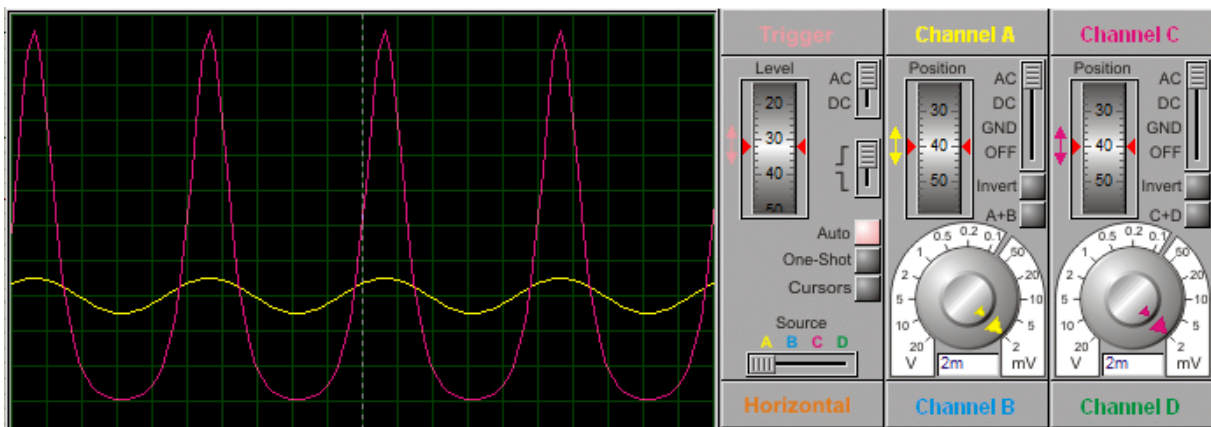 Trigger
Level
AC
DC
20
30
40
50
Auto
One-Shot
Cursors
Source
A B C D
Horizontal
Channel A
Position
AC
DC
GND
OFF
30
40
50
Invert
A+B
20
10
5
2
1
0.5
0.2
0.1
50
20
10
5
2
V
2m
mV
Channel B
Channel C
Position
AC
DC
GND
OFF
30
40
50
Invert
C+D
20
10
5
2
1
0.5
0.2
0.1
50
20
10
5
2
V
2m
mV
Channel D